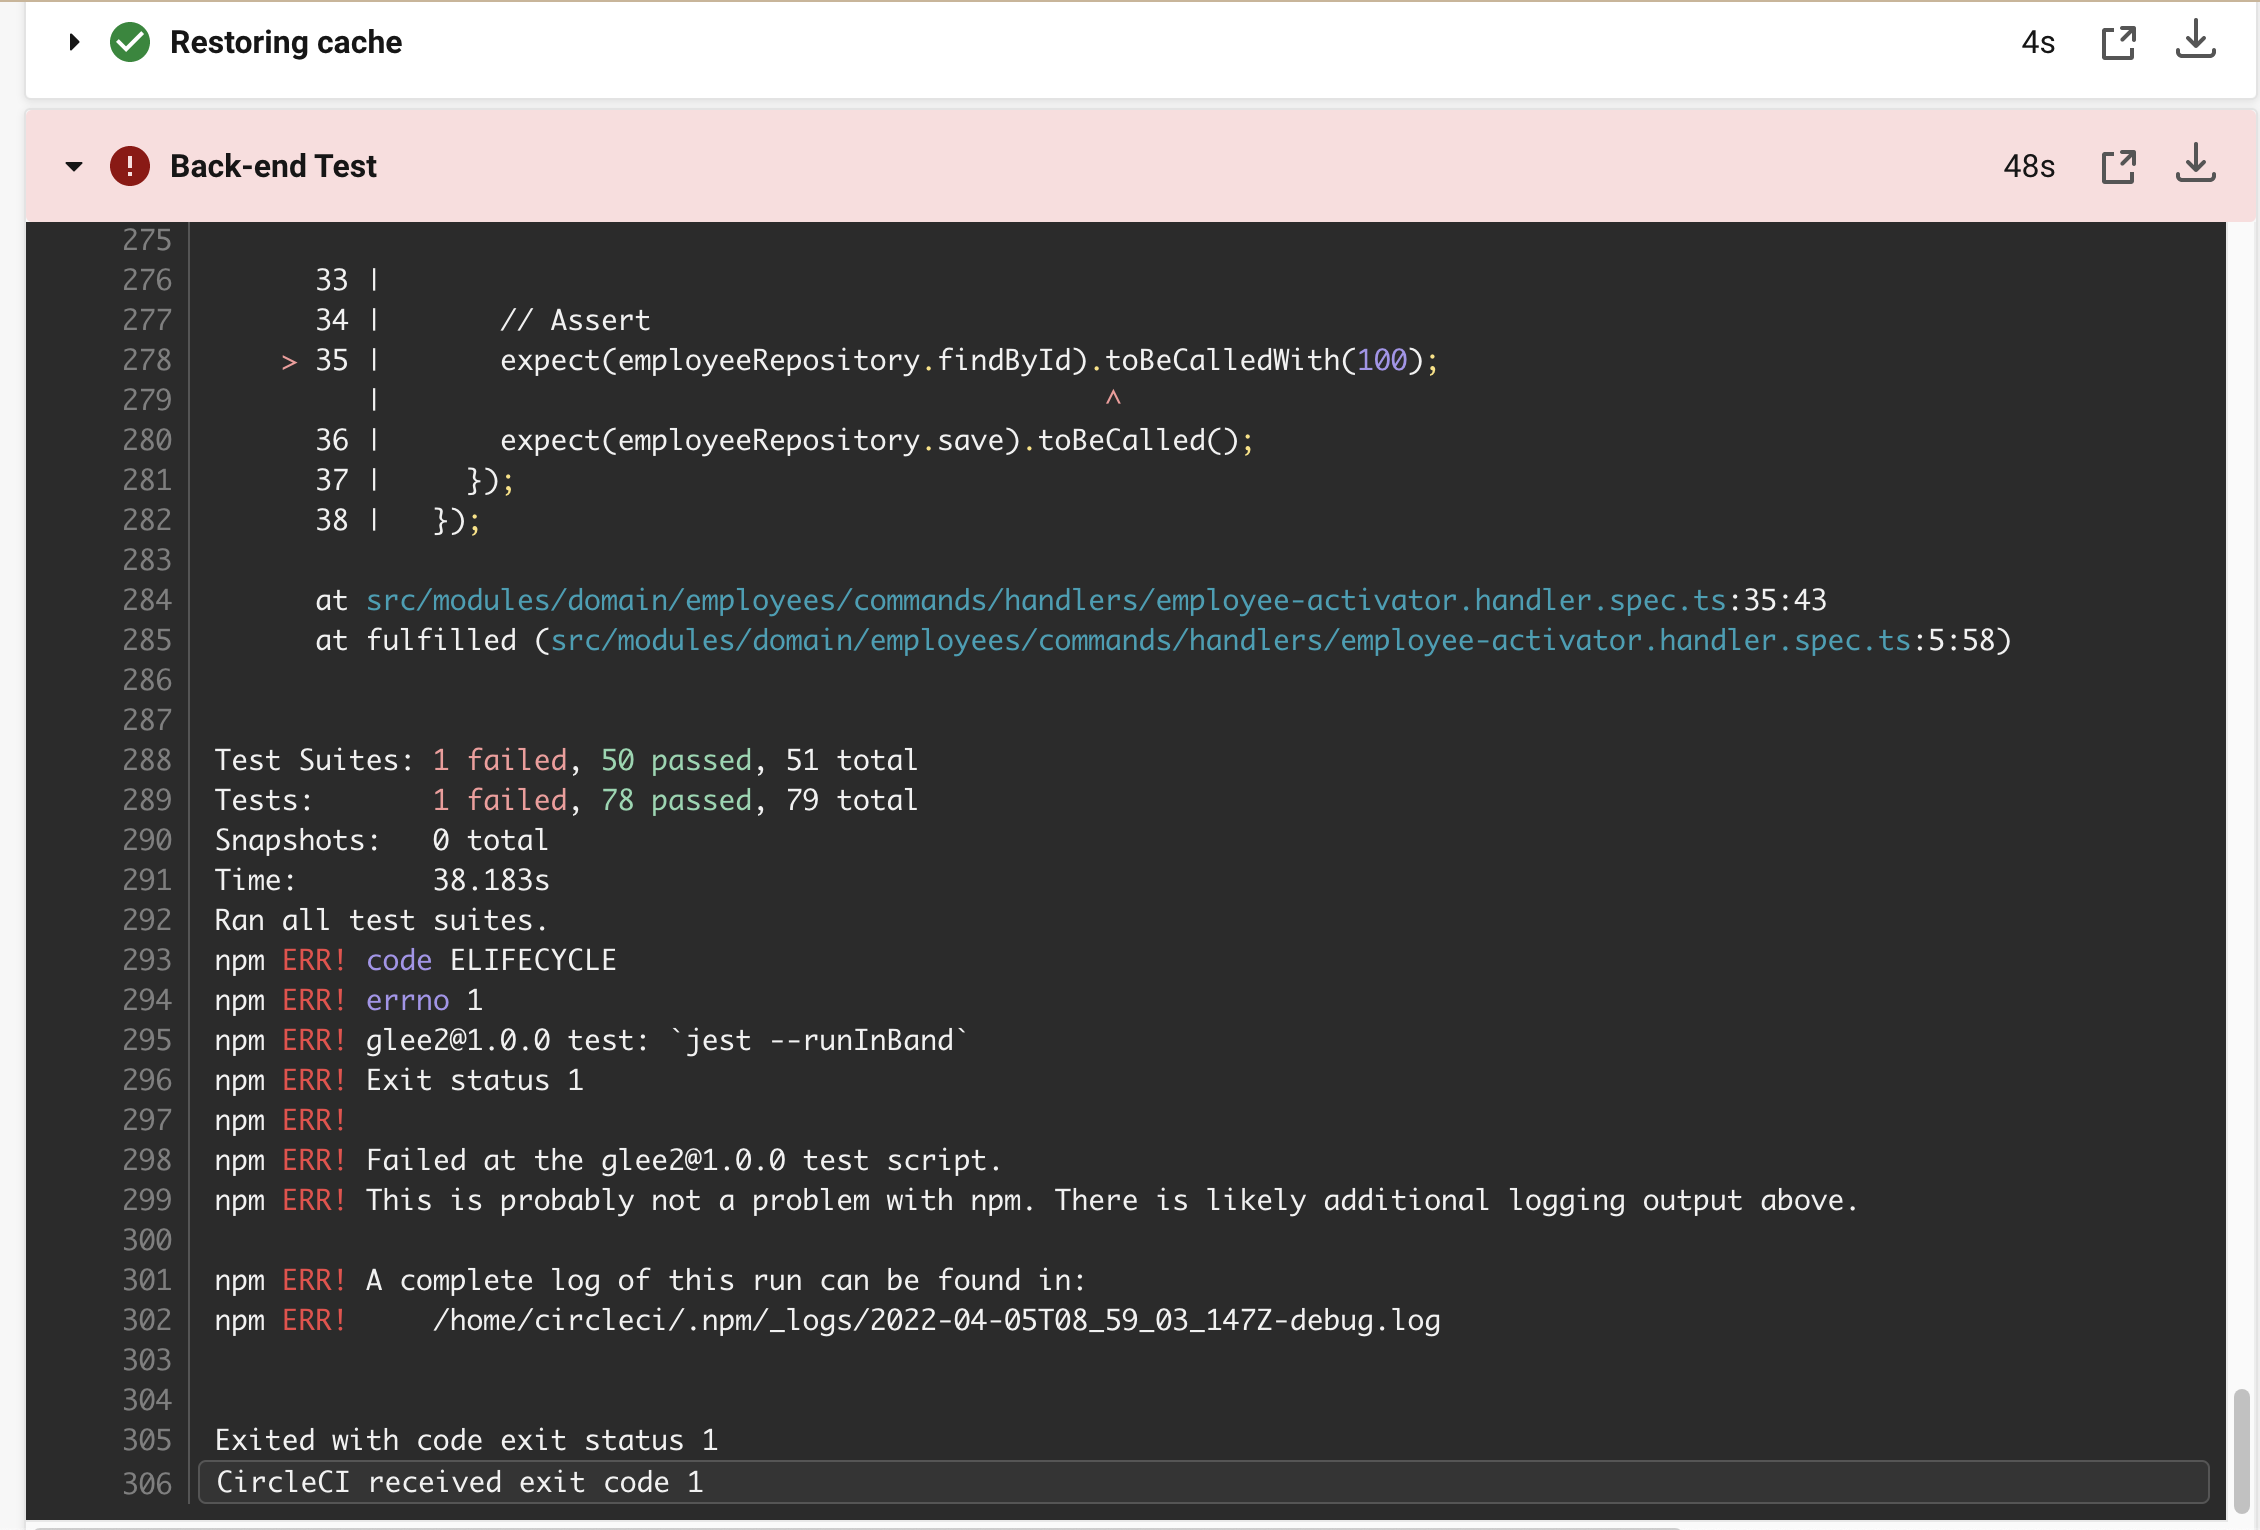 Restoring cache 4s
Back-end Test 48s
275
276 33 |
277 34 | // Assert
278 > 35 | expect(employeeRepository.findById).toBeCalledWith(100);
279 | ^
280 36 | expect(employeeRepository.save).toBeCalled();
281 37 | });
282 38 | });
283
284 at src/modules/domain/employees/commands/handlers/employee-activator.handler.spec.ts:35:43
285 at fulfilled (src/modules/domain/employees/commands/handlers/employee-activator.handler.spec.ts:5:58)
286
287
288 Test Suites: 1 failed, 50 passed, 51 total
289 Tests: 1 failed, 78 passed, 79 total
290 Snapshots: 0 total
291 Time: 38.183s
292 Ran all test suites.
293 npm ERR! code ELIFECYCLE
294 npm ERR! errno 1
295 npm ERR! glee2@1.0.0 test: `jest --runInBand`
296 npm ERR! Exit status 1
297 npm ERR!
298 npm ERR! Failed at the glee2@1.0.0 test script.
299 npm ERR! This is probably not a problem with npm. There is likely additional logging output above.
300
301 npm ERR! A complete log of this run can be found in:
302 npm ERR! /home/circleci/.npm/_logs/2022-04-05T08_59_03_147Z-debug.log
303
304
305 Exited with code exit status 1
306 CircleCI received exit code 1